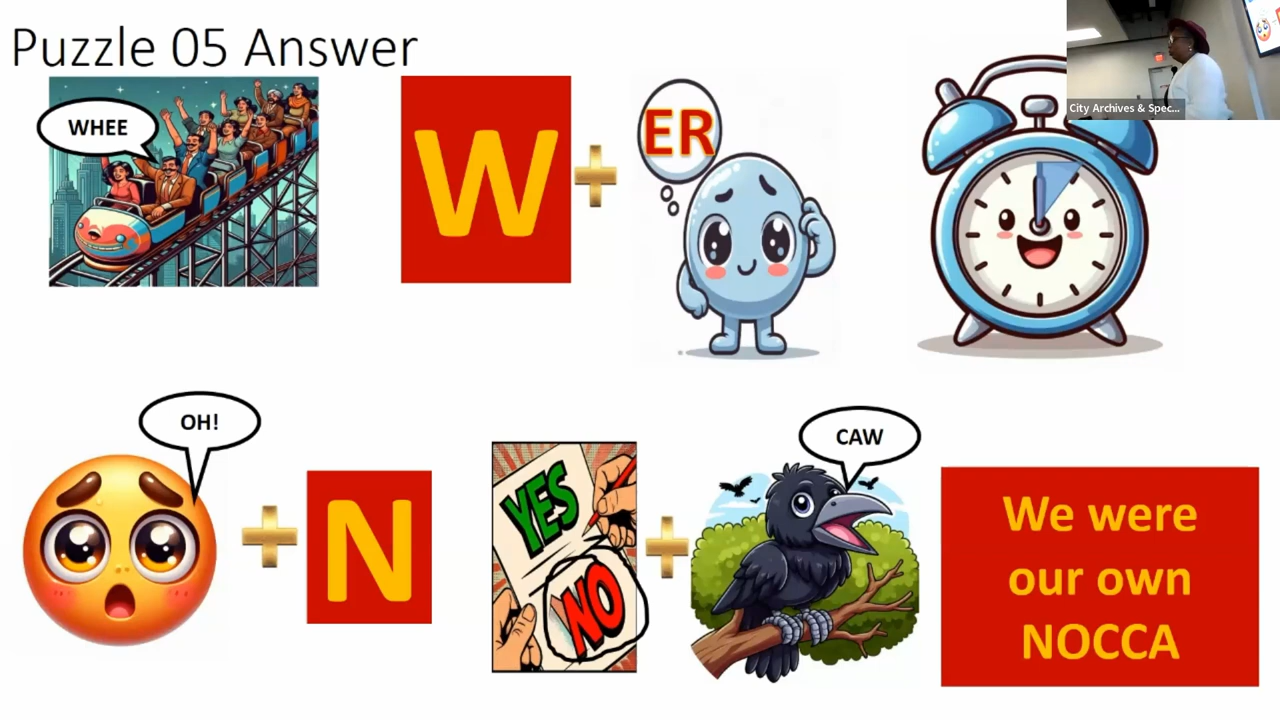 Puzzle 05 Answer
WHEE
W
ER
City Archives & Spec...
OH!
N
YES
NO
CAW
We were
our own
NOCCA